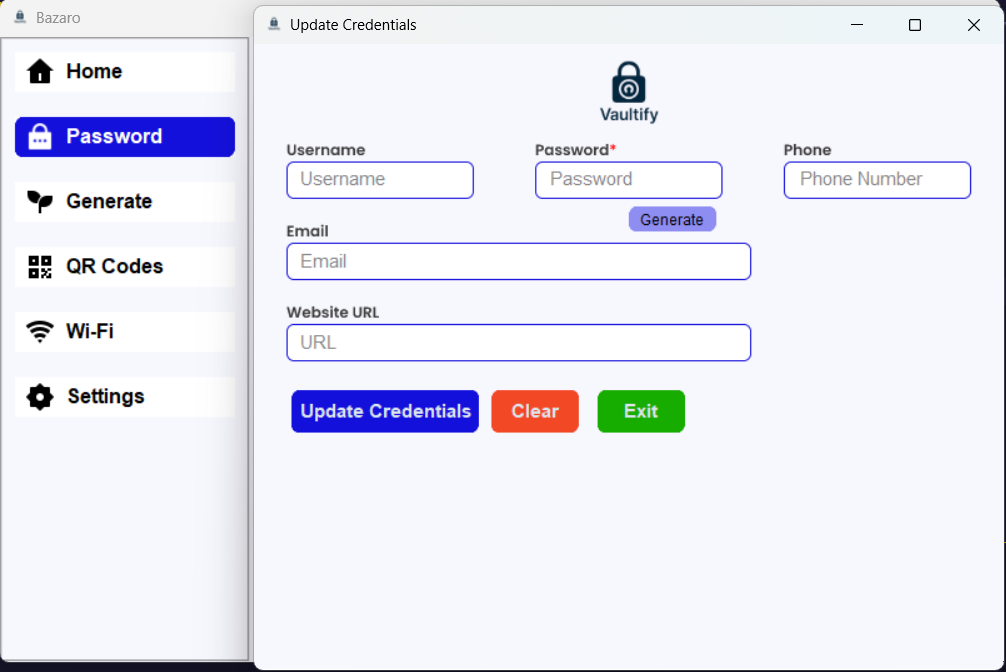 Bazaro
Home
Password
Generate
QR Codes
Wi-Fi
Settings
Update Credentials
Vaultify
Username Password* Phone
Username Password Phone Number
Generate
Email
Email
Website URL
URL
Update Credentials Clear Exit